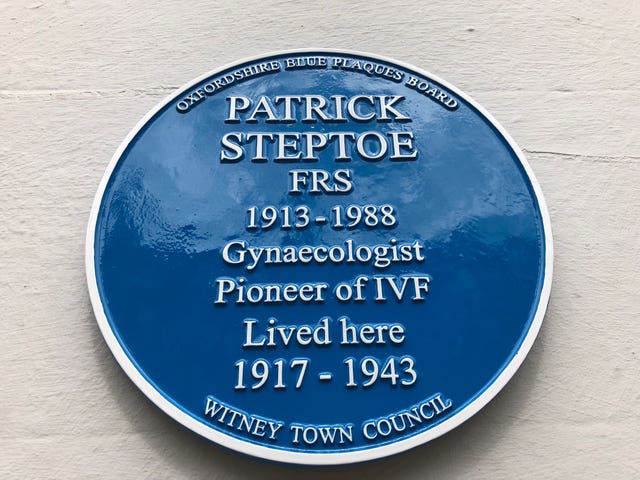 OXFORDSHIRE BLUE PLAQUES BOARD
PATRICK
STEPTOE
FRS
1913-1988
Gynaecologist
Pioneer of IVF
Lived here
1917 - 1943
WITNEY TOWN COUNCIL